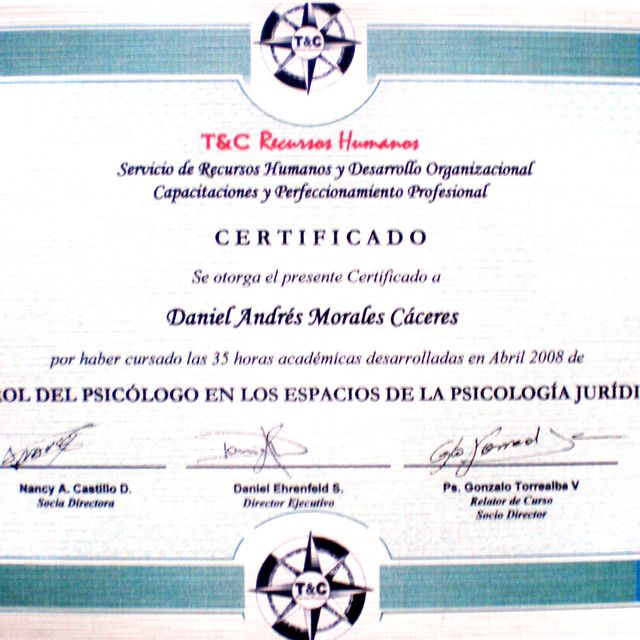 T&C
T&C Recursos Humanos
Servicio de Recursos Humanos y Desarrollo Organizacional
Capacitaciones y Perfeccionamiento Profesional
CERTIFICADO
Se otorga el presente Certificado a
Daniel Andrés Morales Cáceres
por haber cursado las 35 horas académicas desarrolladas en Abril 2008 de
OL DEL PSICÓLOGO EN LOS ESPACIOS DE LA PSICOLOGÍA JURÍDI
Nancy A. Castillo D. Daniel Ehrenfeld S. Ps. Gonzalo Torrealba V
Socia Directora Director Ejecutivo Relator de Curso
Socio Director
T&C